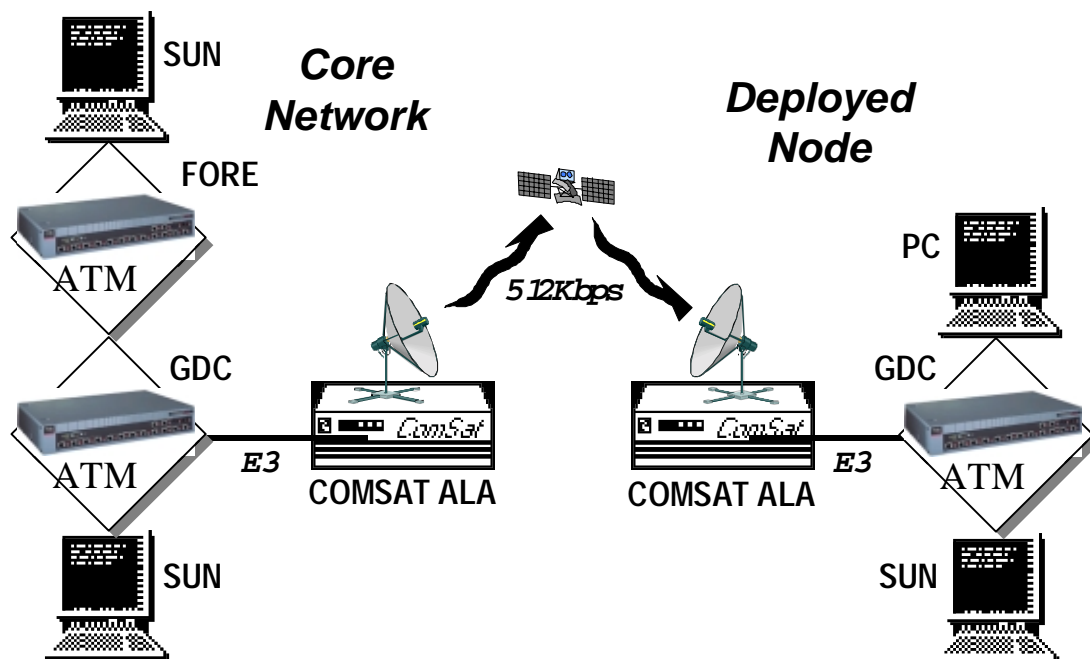 SUN
Core
Network
Deployed
Node
FORE
ATM
512Kbps
PC
GDC
ATM
E3
ComSat
COMSAT ALA
ComSat
COMSAT ALA
E3
GDC
ATM
SUN
SUN